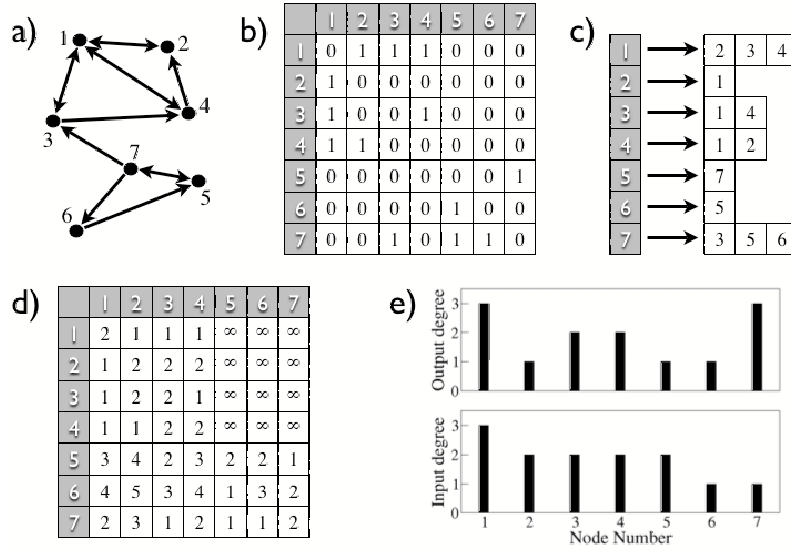 a)
1
2
3
4
7
5
6
b)
1 2 3 4 5 6 7
1 0 1 1 1 0 0 0
2 1 0 0 0 0 0 0
3 1 0 0 1 0 0 0
4 1 1 0 0 0 0 0
5 0 0 0 0 0 0 1
6 0 0 0 0 1 0 0
7 0 0 1 0 1 1 0
c)
1 2 3 4
2 1
3 1 4
4 1 2
5 7
6 5
7 3 5 6
d)
1 2 3 4 5 6 7
1 2 1 1 1 ∞ ∞ ∞
2 1 2 2 2 ∞ ∞ ∞
3 1 2 2 1 ∞ ∞ ∞
4 1 1 2 2 ∞ ∞ ∞
5 3 4 2 3 2 2 1
6 4 5 3 4 1 3 2
7 2 3 1 2 1 1 2
e)
Output degree
3
2
1
0
Input degree
3
2
1
0
1 2 3 4 5 6 7
Node Number